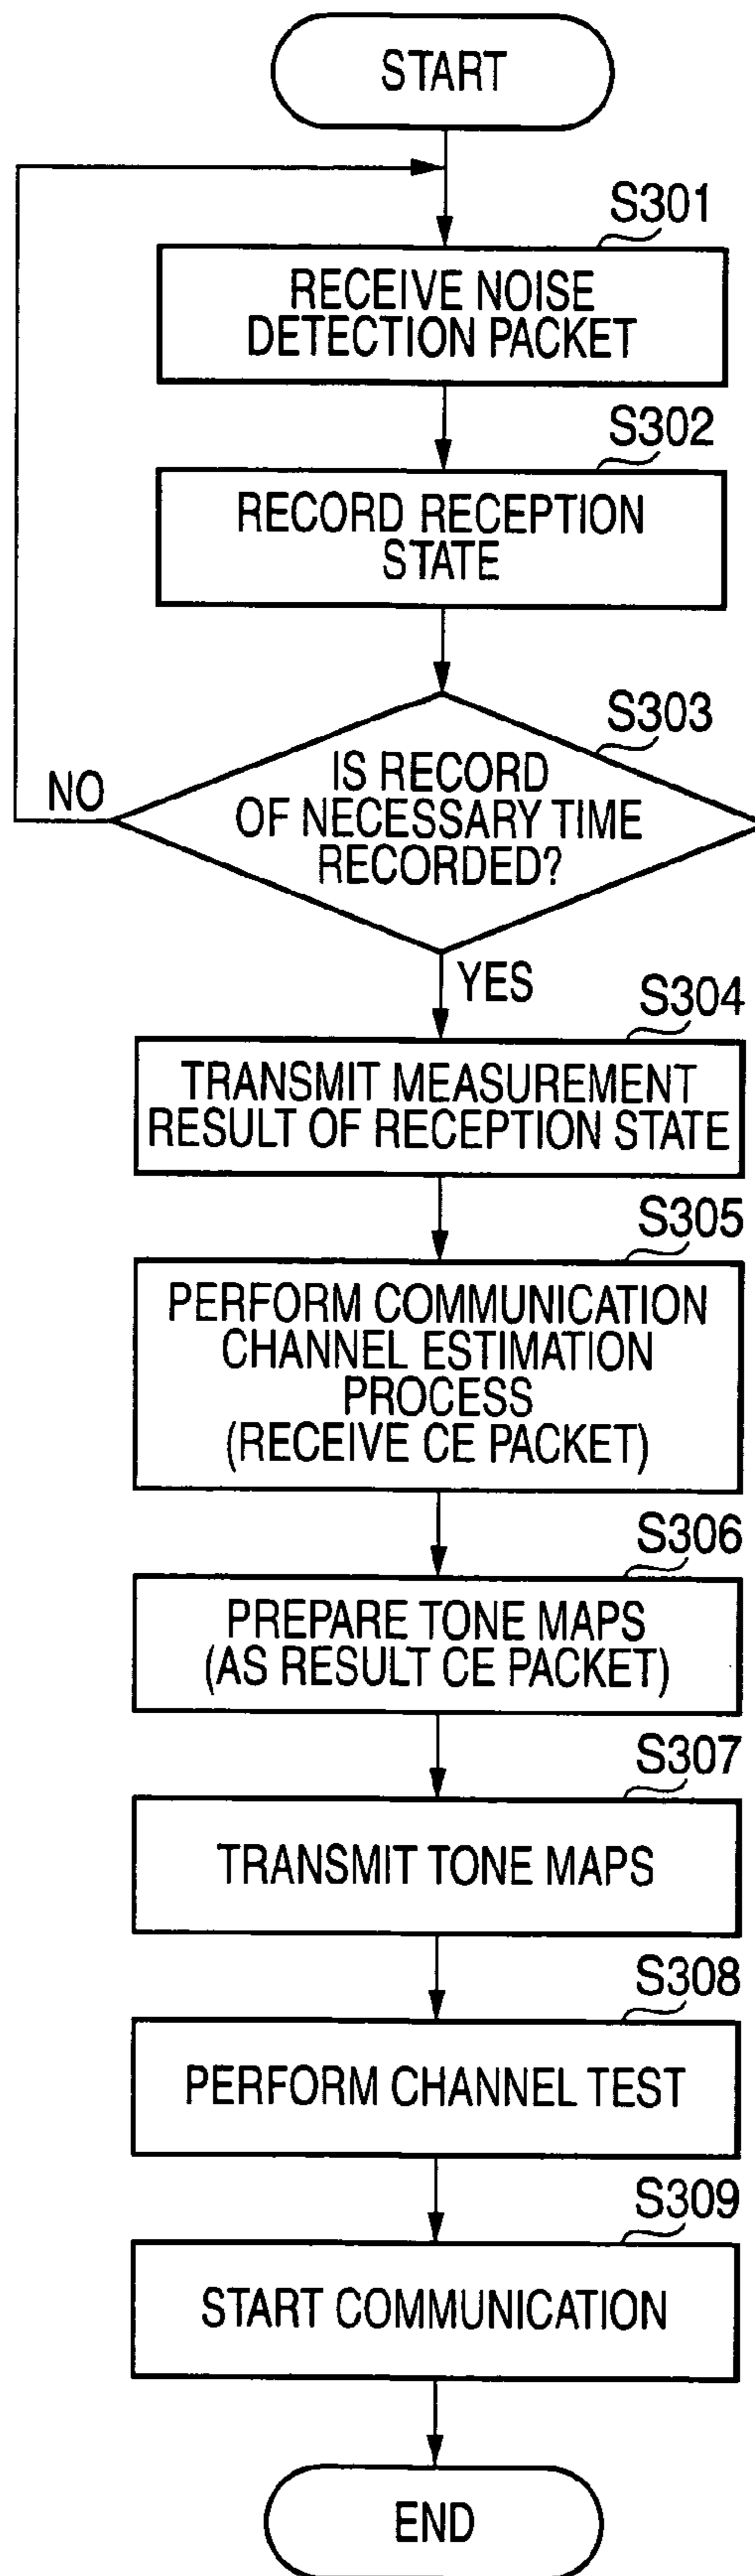 START
S301
RECEIVE NOISE
DETECTION PACKET
S302
RECORD RECEPTION
STATE
S303
IS RECORD
OF NECESSARY TIME
RECORDED?
NO
YES
S304
TRANSMIT MEASUREMENT
RESULT OF RECEPTION STATE
S305
PERFORM COMMUNICATION
CHANNEL ESTIMATION
PROCESS
(RECEIVE CE PACKET)
S306
PREPARE TONE MAPS
(AS RESULT CE PACKET)
S307
TRANSMIT TONE MAPS
S308
PERFORM CHANNEL TEST
S309
START COMMUNICATION
END